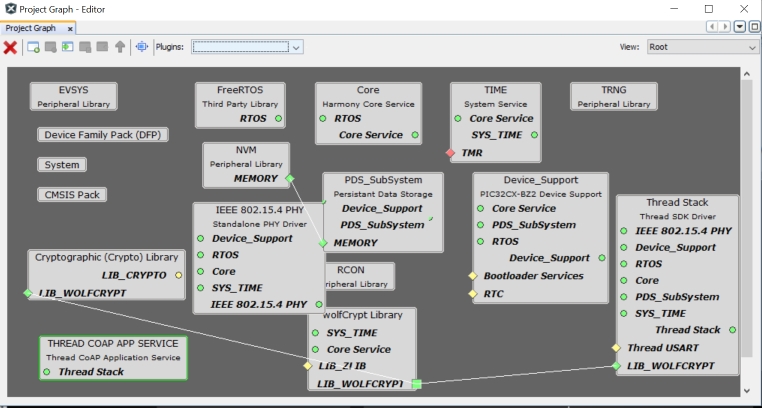 Project Graph - Editor
Project Graph
Plugins:
View:
Root
EVSYS
Peripheral Library
FreeRTOS
Third Party Library
RTOS
Core
Harmony Core Service
RTOS
Core Service
TIME
System Service
Core Service
SYS_TIME
TMR
TRNG
Peripheral Library
Device Family Pack (DFP)
System
CMSIS Pack
NVM
Peripheral Library
MEMORY
PDS_SubSystem
Persistant Data Storage
Device_Support
PDS_SubSystem
MEMORY
Device_Support
PIC32CX-BZ2 Device Support
Core Service
PDS_SubSystem
RTOS
Device_Support
Bootloader Services
RTC
Thread Stack
Thread SDK Driver
IEEE 802.15.4 PHY
Device_Support
RTOS
Core
PDS_SubSystem
SYS_TIME
Thread Stack
Thread USART
LIB_WOLFCRYPT
IEEE 802.15.4 PHY
Standalone PHY Driver
Device_Support
RTOS
Core
SYS_TIME
IEEE 802.15.4 PHY
Cryptographic (Crypto) Library
LIB_CRYPTO
LIB_WOLFCRYPT
RCON
ripheral Library
wolfCrypt Library
SYS_TIME
Core Service
LIB_ZLIB
LIB_WOLFCRYPT
THREAD COAP APP SERVICE
Thread CoAP Application Service
Thread Stack